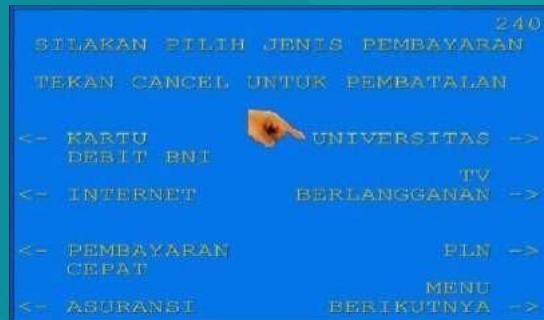 240
SILAKAN PILIH JENIS PEMBAYARAN
TEKAN CANCEL UNTUK PEMBATALAN
<- KARTU DEBIT BNI
UNIVERSITAS ->
<- INTERNET
TV BERLANGGANAN ->
<- PEMBAYARAN CEPAT
PLN ->
<- ASURANSI
MENU BERIKUTNYA ->